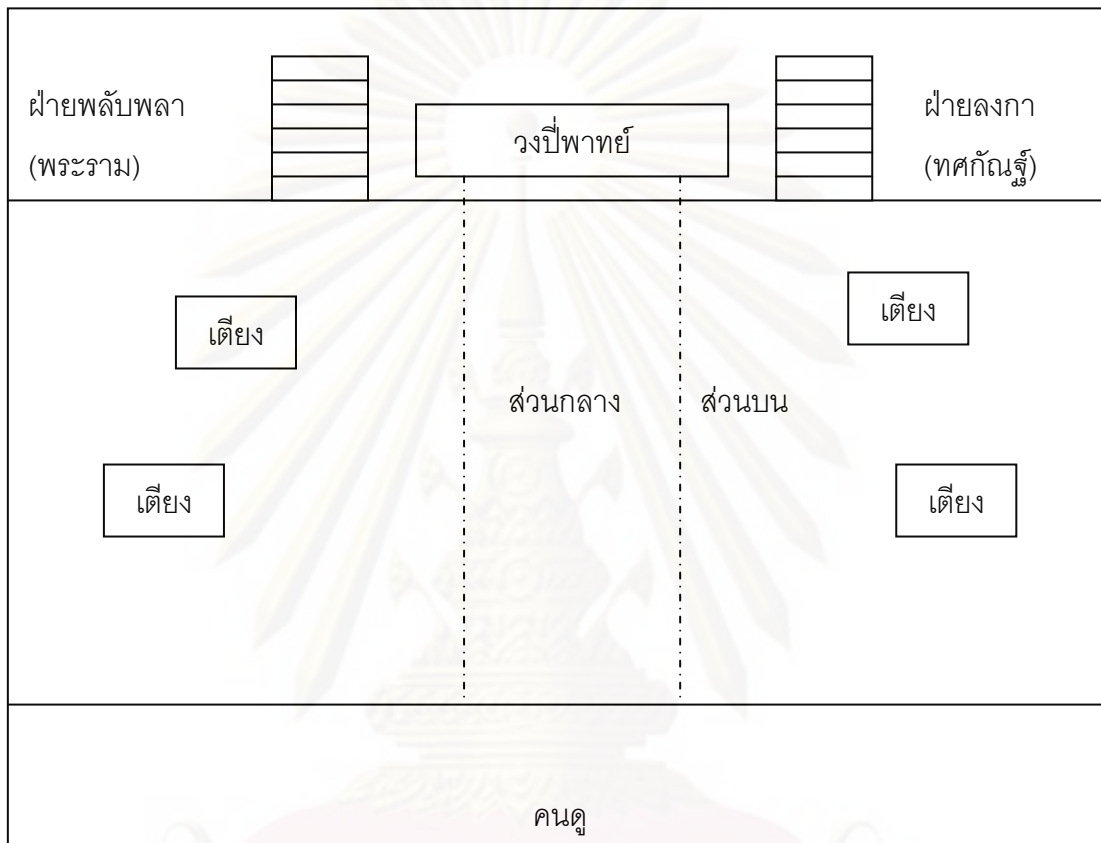 ฝ่ายพลับพลา
(พระราม)
วงปี่พาทย์
ฝ่ายลงกา
(ทศกัณฐ์)
เตียง
เตียง
ส่วนกลาง
ส่วนบน
เตียง
เตียง
คนดู